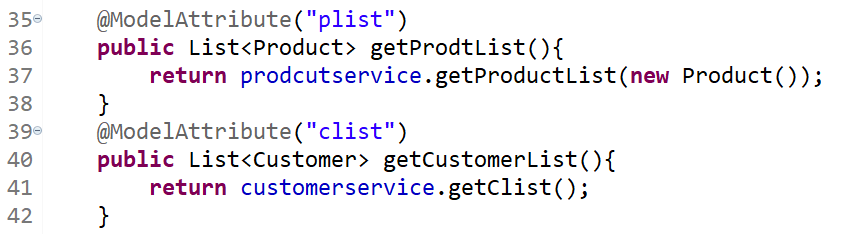 35 @ModelAttribute("plist")
36 public List<Product> getProdtList(){
37 return prodcutservice.getProductList(new Product());
38 }
39 @ModelAttribute("clist")
40 public List<Customer> getCustomerList(){
41 return customerservice.getClist();
42 }